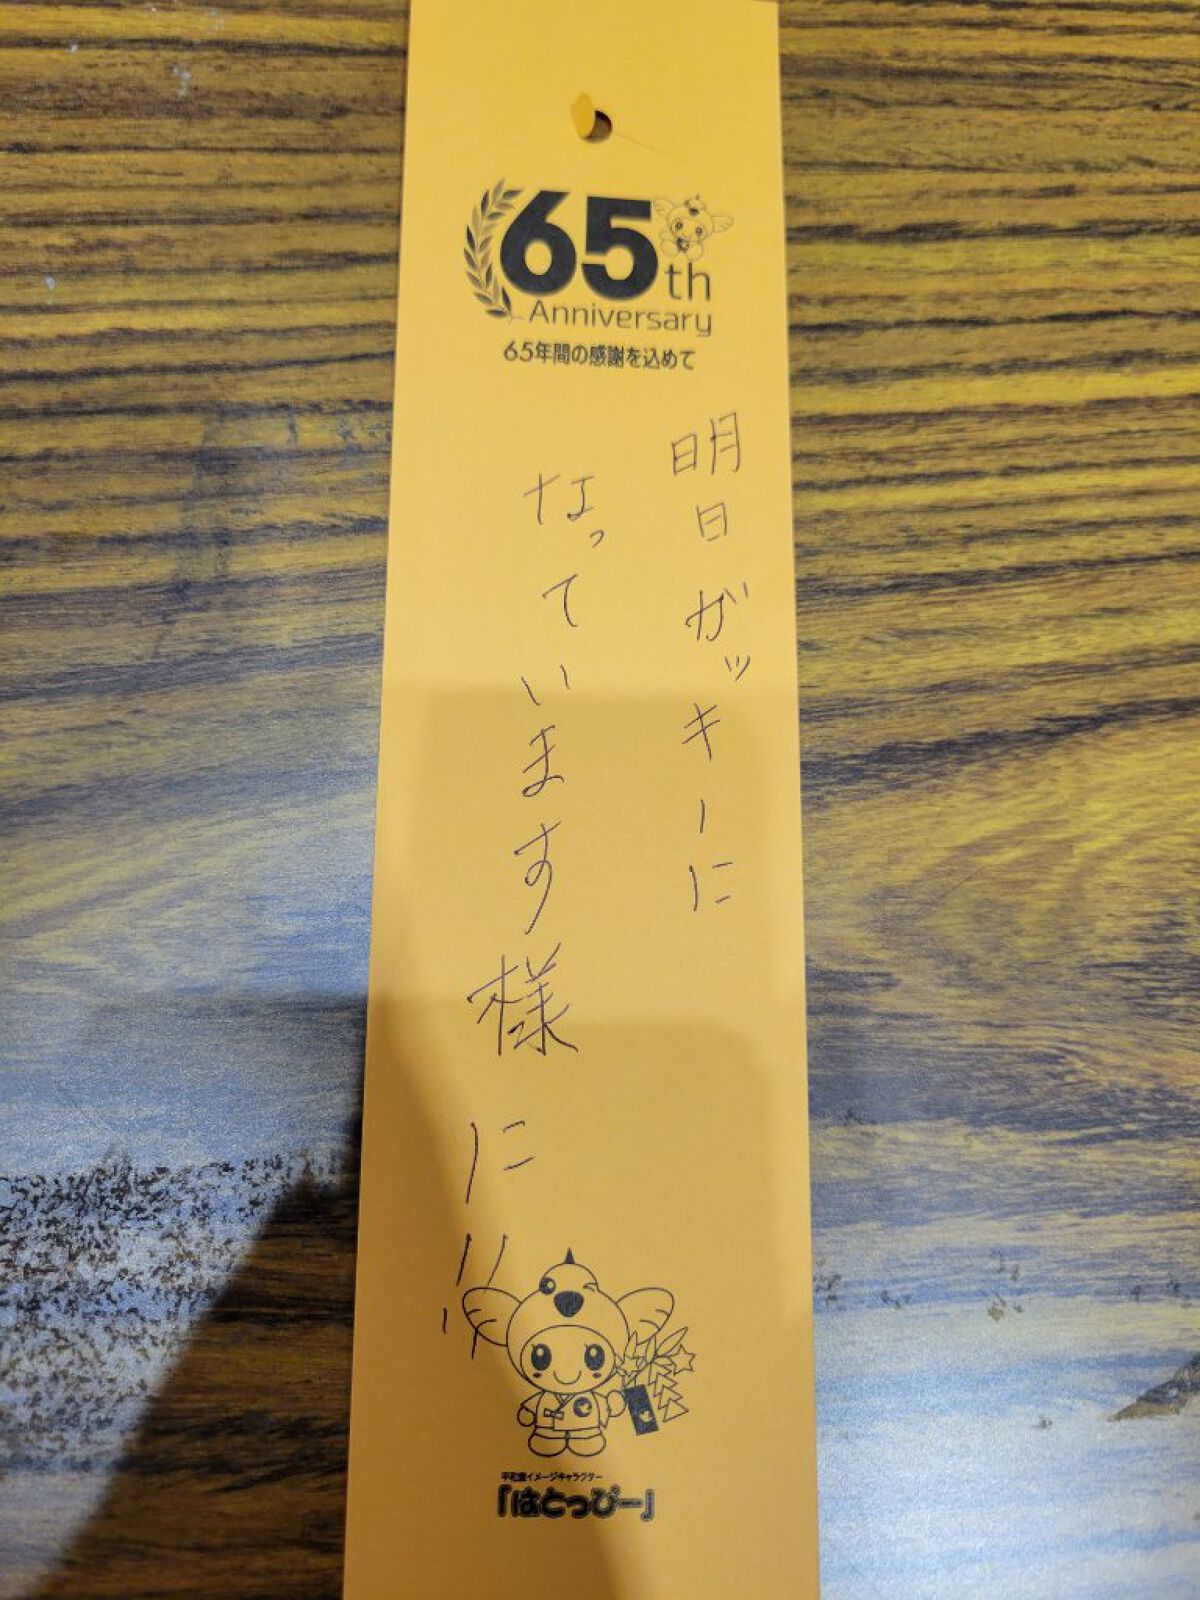 65th
Anniversary
65年間の感謝を込めて
明日ガッキーに
なっています様に!!
平和堂イメージキャラクター
「はとっぴー」